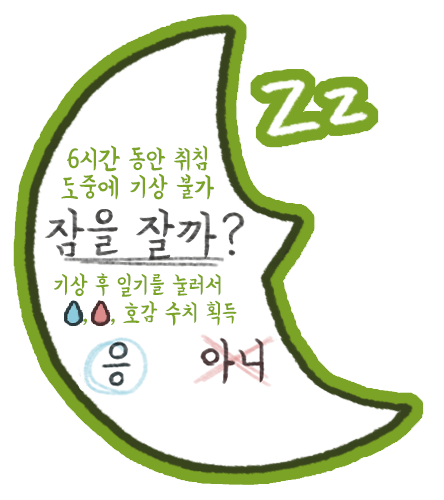 Zz
6시간 동안 취침
도중에 기상 불가
잠을 잘까?
기상 후 일기를 눌러서
, , 호감 수치 획득
응 아니